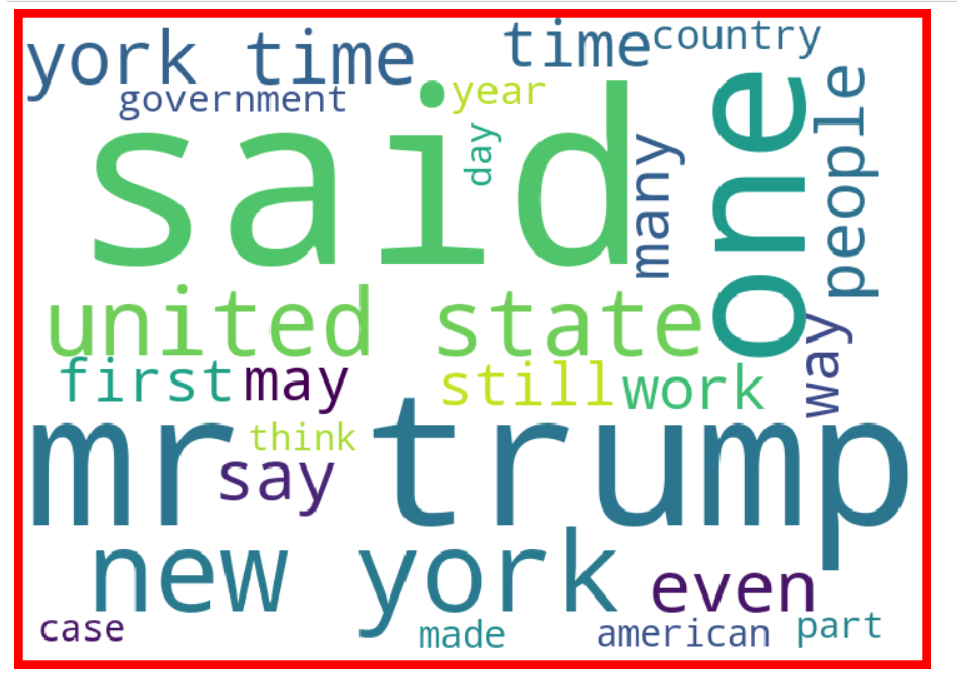 york time
time
country
government
year
said
day
many
one
people
united state
way
first
may
still
work
mr trump
think
say
new york
even
case
made
american
part